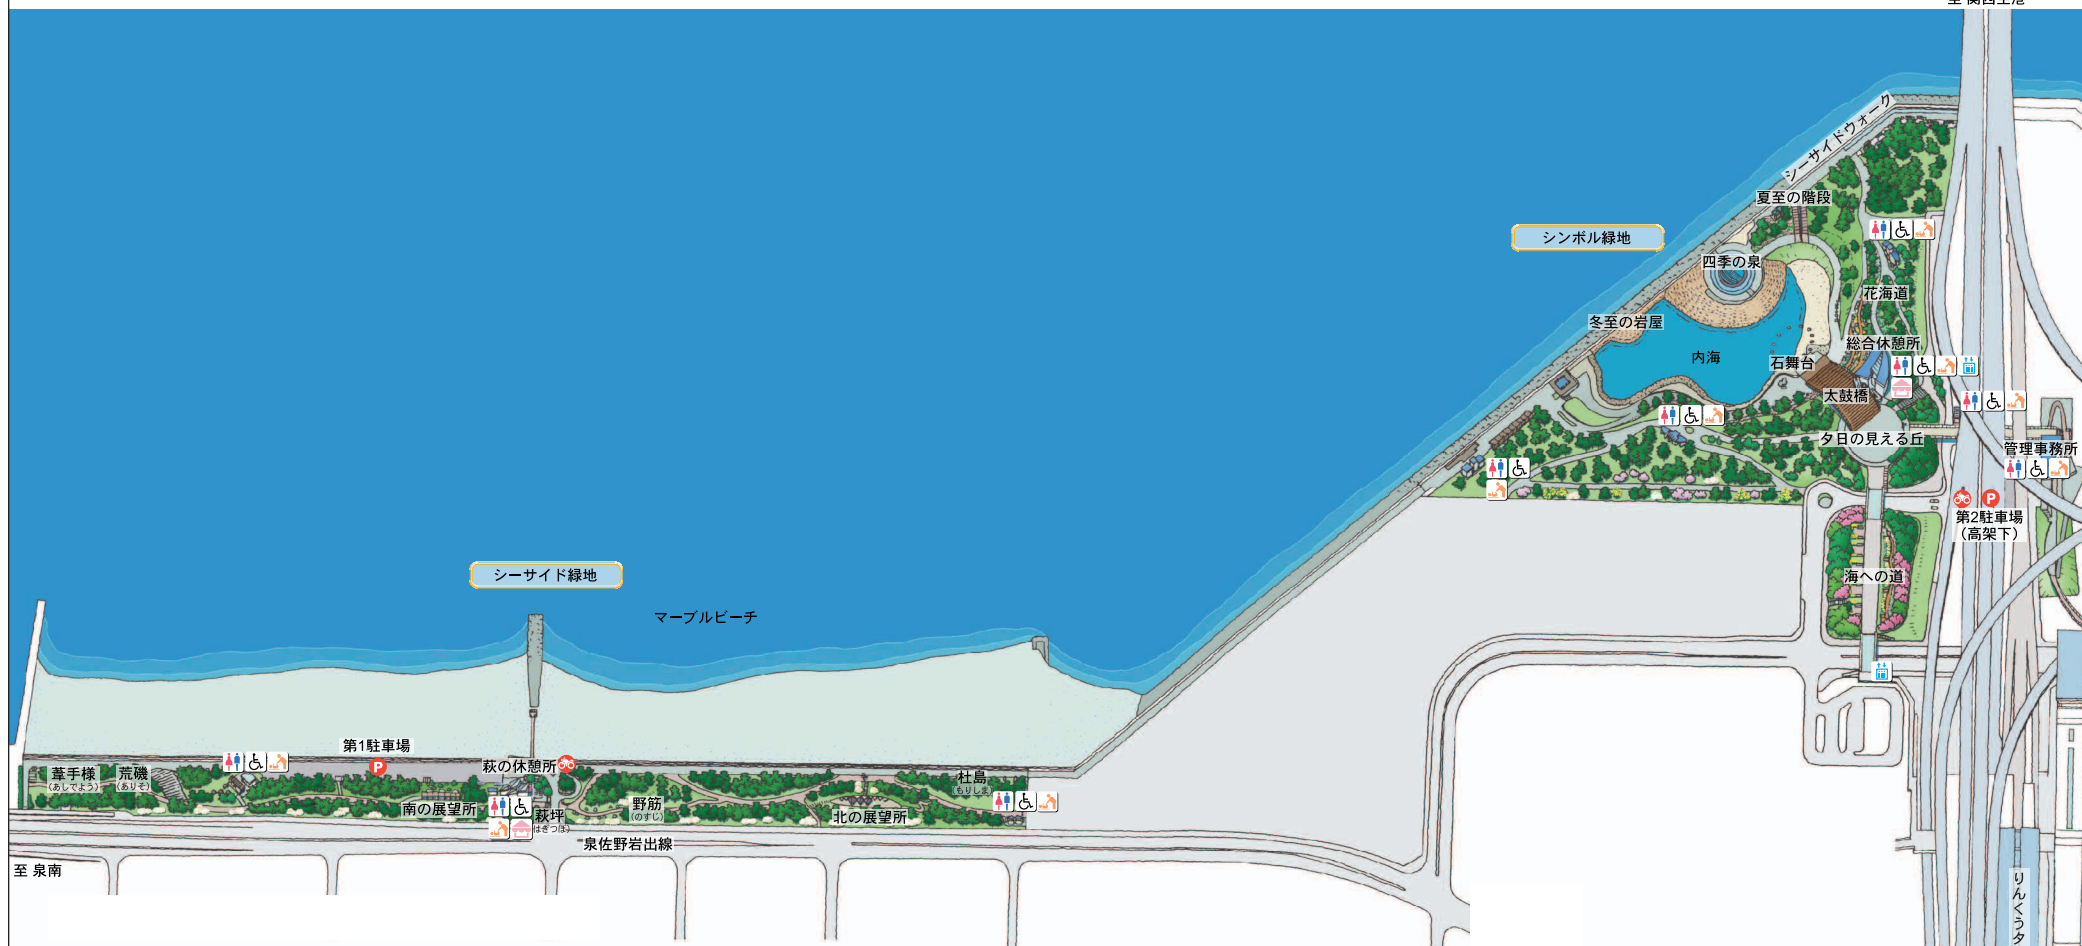 至 関西空港
シーサイドウォーク
夏至の階段
シンボル緑地
四季の泉
花海道
冬至の岩屋
総合休憩所
内海
石舞台
太鼓橋
夕日の見える丘
管理事務所
P
第2駐車場
(高架下)
シーサイド緑地
海への道
マーブルビーチ
第1駐車場
P
萩の休憩所
葦手様
(あしでよう)
荒磯
(ありそ)
杜島
(もりしま)
南の展望所
萩坪
(はぎつぼ)
野筋
(のすじ)
北の展望所
泉佐野岩出線
至 泉南
りんくうタ